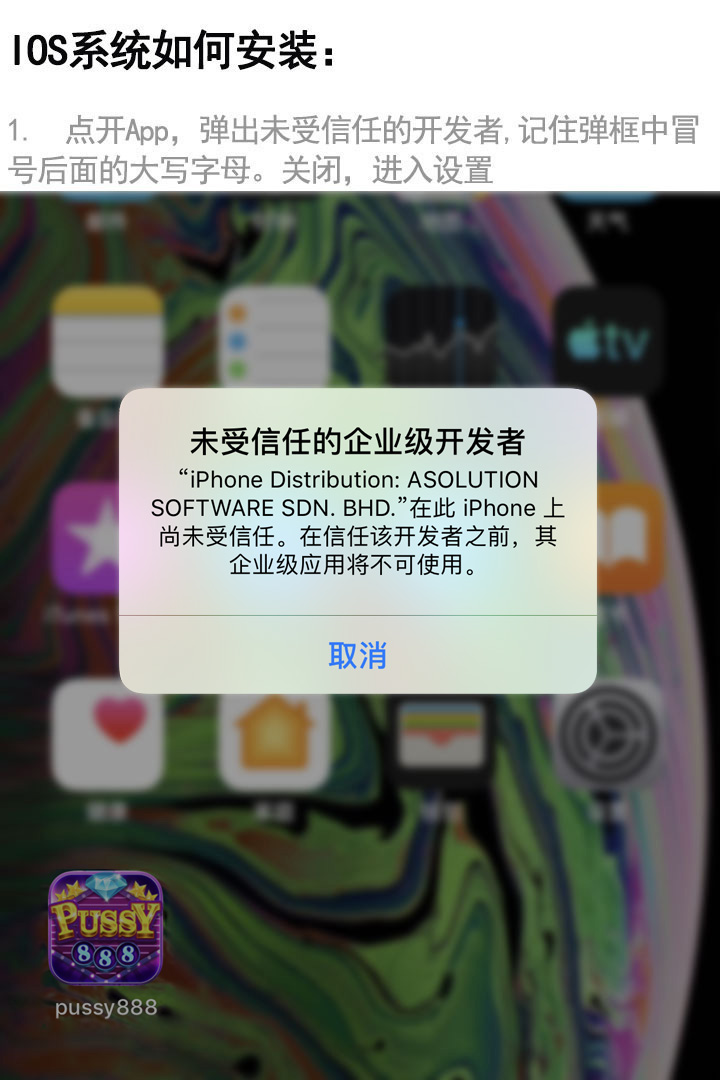 IOS系统如何安装：
1. 点开App，弹出未受信任的开发者，记住弹框中冒
号后面的大写字母。关闭，进入设置
天气
tv
未受信任的企业级开发者
“iPhone Distribution: ASOLUTION
SOFTWARE SDN. BHD.”在此 iPhone 上
尚未受信任。在信任该开发者之前，其
企业级应用将不可使用。
取消
PUSSY
888
pussy888